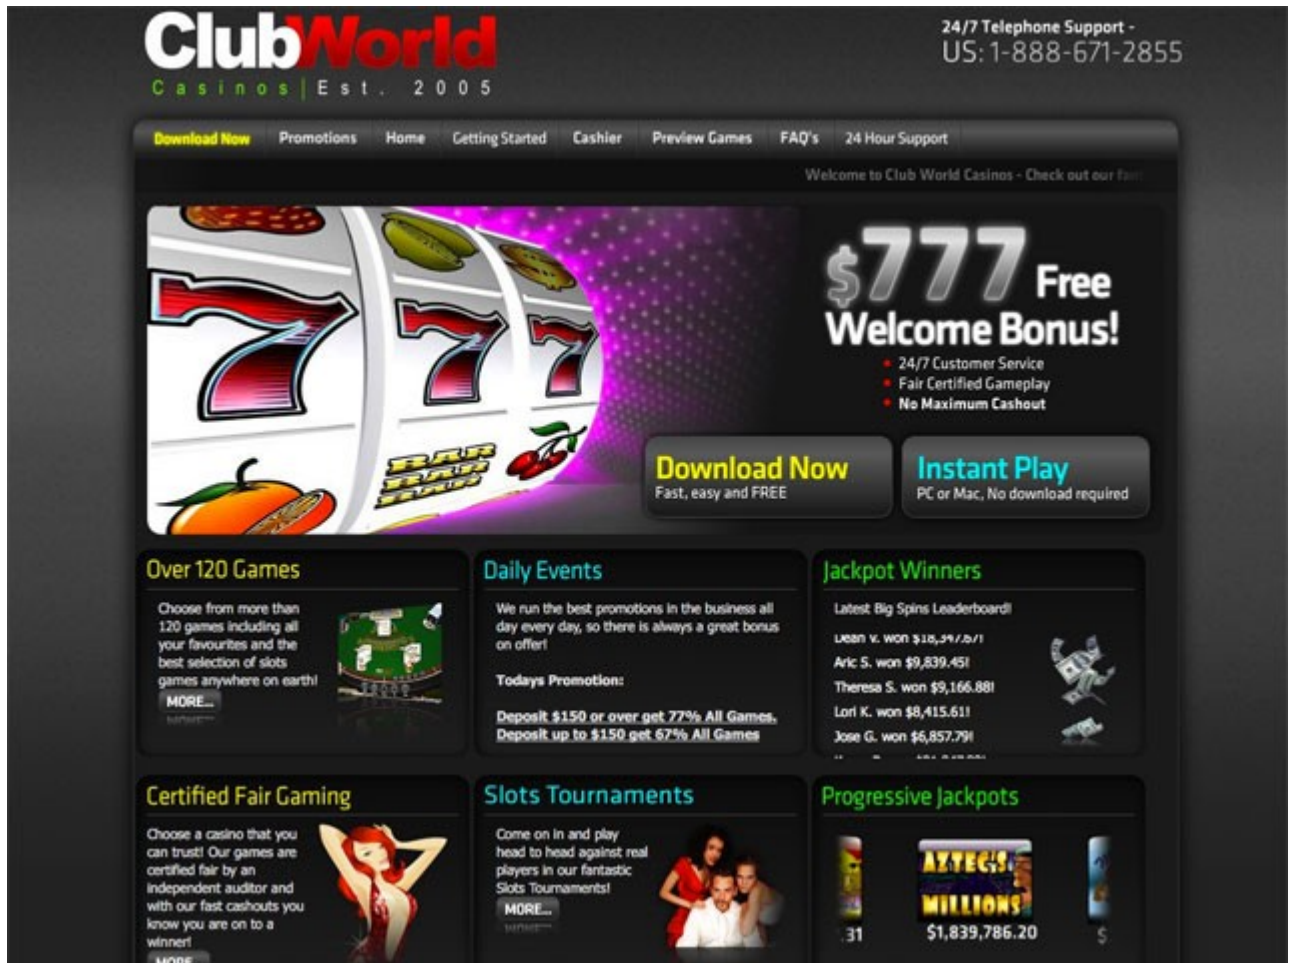 ClubWorld
Casinos|Est. 2005
24/7 Telephone Support -
US: 1-888-671-2855
Download Now Promotions Home Getting Started Cashier Preview Games FAQ's 24 Hour Support
Welcome to Club World Casinos - Check out our
$777 Free
Welcome Bonus!
24/7 Customer Service
Fair Certified Gameplay
No Maximum Cashout
7 7 7
BAR
BAR
BAR
Download Now
Fast, easy and FREE
Instant Play
PC or Mac, No download required
Over 120 Games
Choose from more than
120 games including all
your favourites and the
best selection of slots
games anywhere on earth!
MORE...
Daily Events
We run the best promotions in the business all
day every day, so there is always a great bonus
on offer!
Todays Promotion:
Deposit $150 or over get 77% All Games.
Deposit up to $150 get 67% All Games
Jackpot Winners
Latest Big Spins Leaderboard!
Dean V. won $18,347.67!
Aric S. won $9,839.45!
Theresa S. won $9,166.88!
Lori K. won $8,415.61!
Jose G. won $6,857.79!
Certified Fair Gaming
Choose a casino that you
can trust! Our games are
certified fair by an
independent auditor and
with our fast cashouts you
know you are on to a
winner!
MORE...
Slots Tournaments
Come on in and play
head to head against real
players in our fantastic
Slots Tournaments!
MORE...
Progressive Jackpots
AZTEC'S
MILLIONS
.31 $1,839,786.20 $